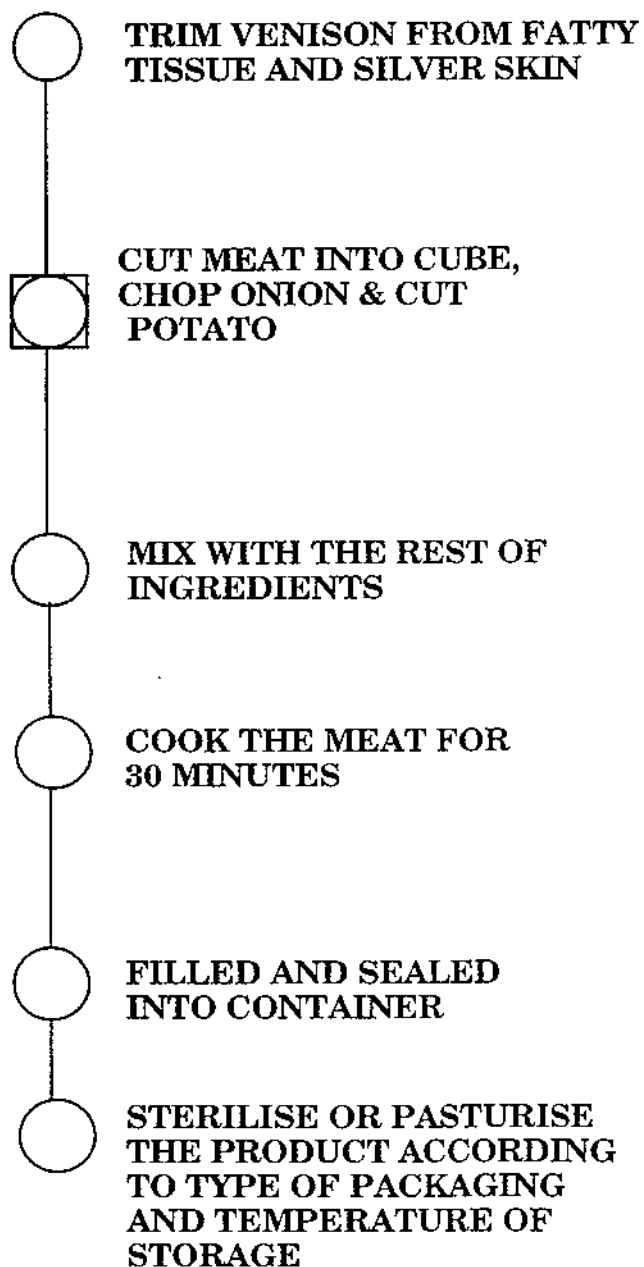 TRIM VENISON FROM FATTY
TISSUE AND SILVER SKIN
CUT MEAT INTO CUBE,
CHOP ONION & CUT
POTATO
MIX WITH THE REST OF
INGREDIENTS
COOK THE MEAT FOR
30 MINUTES
FILLED AND SEALED
INTO CONTAINER
STERILISE OR PASTURISE
THE PRODUCT ACCORDING
TO TYPE OF PACKAGING
AND TEMPERATURE OF
STORAGE